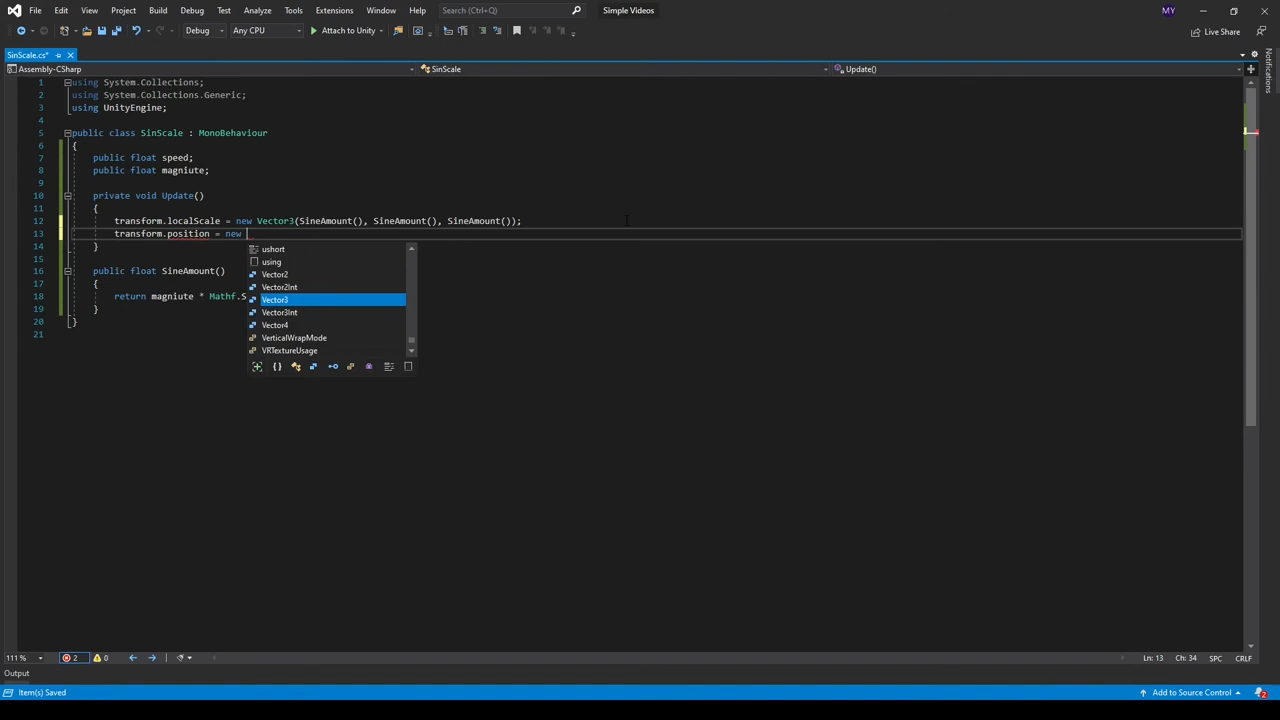 File Edit View Project Build Debug Test Analyze Tools Extensions Window Help Search (Ctrl+Q) Simple Videos MY
Debug Any CPU Attach to Unity Live Share
SinScale.cs*
Assembly-CSharp SinScale Update()
Notifications
1 using System.Collections;
2 using System.Collections.Generic;
3 using UnityEngine;
4
5 public class SinScale : MonoBehaviour
6 {
7 public float speed;
8 public float magniute;
9
10 private void Update()
11 {
12 transform.localScale = new Vector3(SineAmount(), SineAmount(), SineAmount());
13 transform.position = new
14 }
15
16 public float SineAmount()
17 {
18 return magniute * Mathf.S
19 }
20 }
21
ushort
using
Vector2
Vector2Int
Vector3
Vector3Int
Vector4
VerticalWrapMode
VRTextureUsage
111 % 2 0 Ln: 13 Ch: 34 SPC CRLF
Output
Item(s) Saved Add to Source Control 2